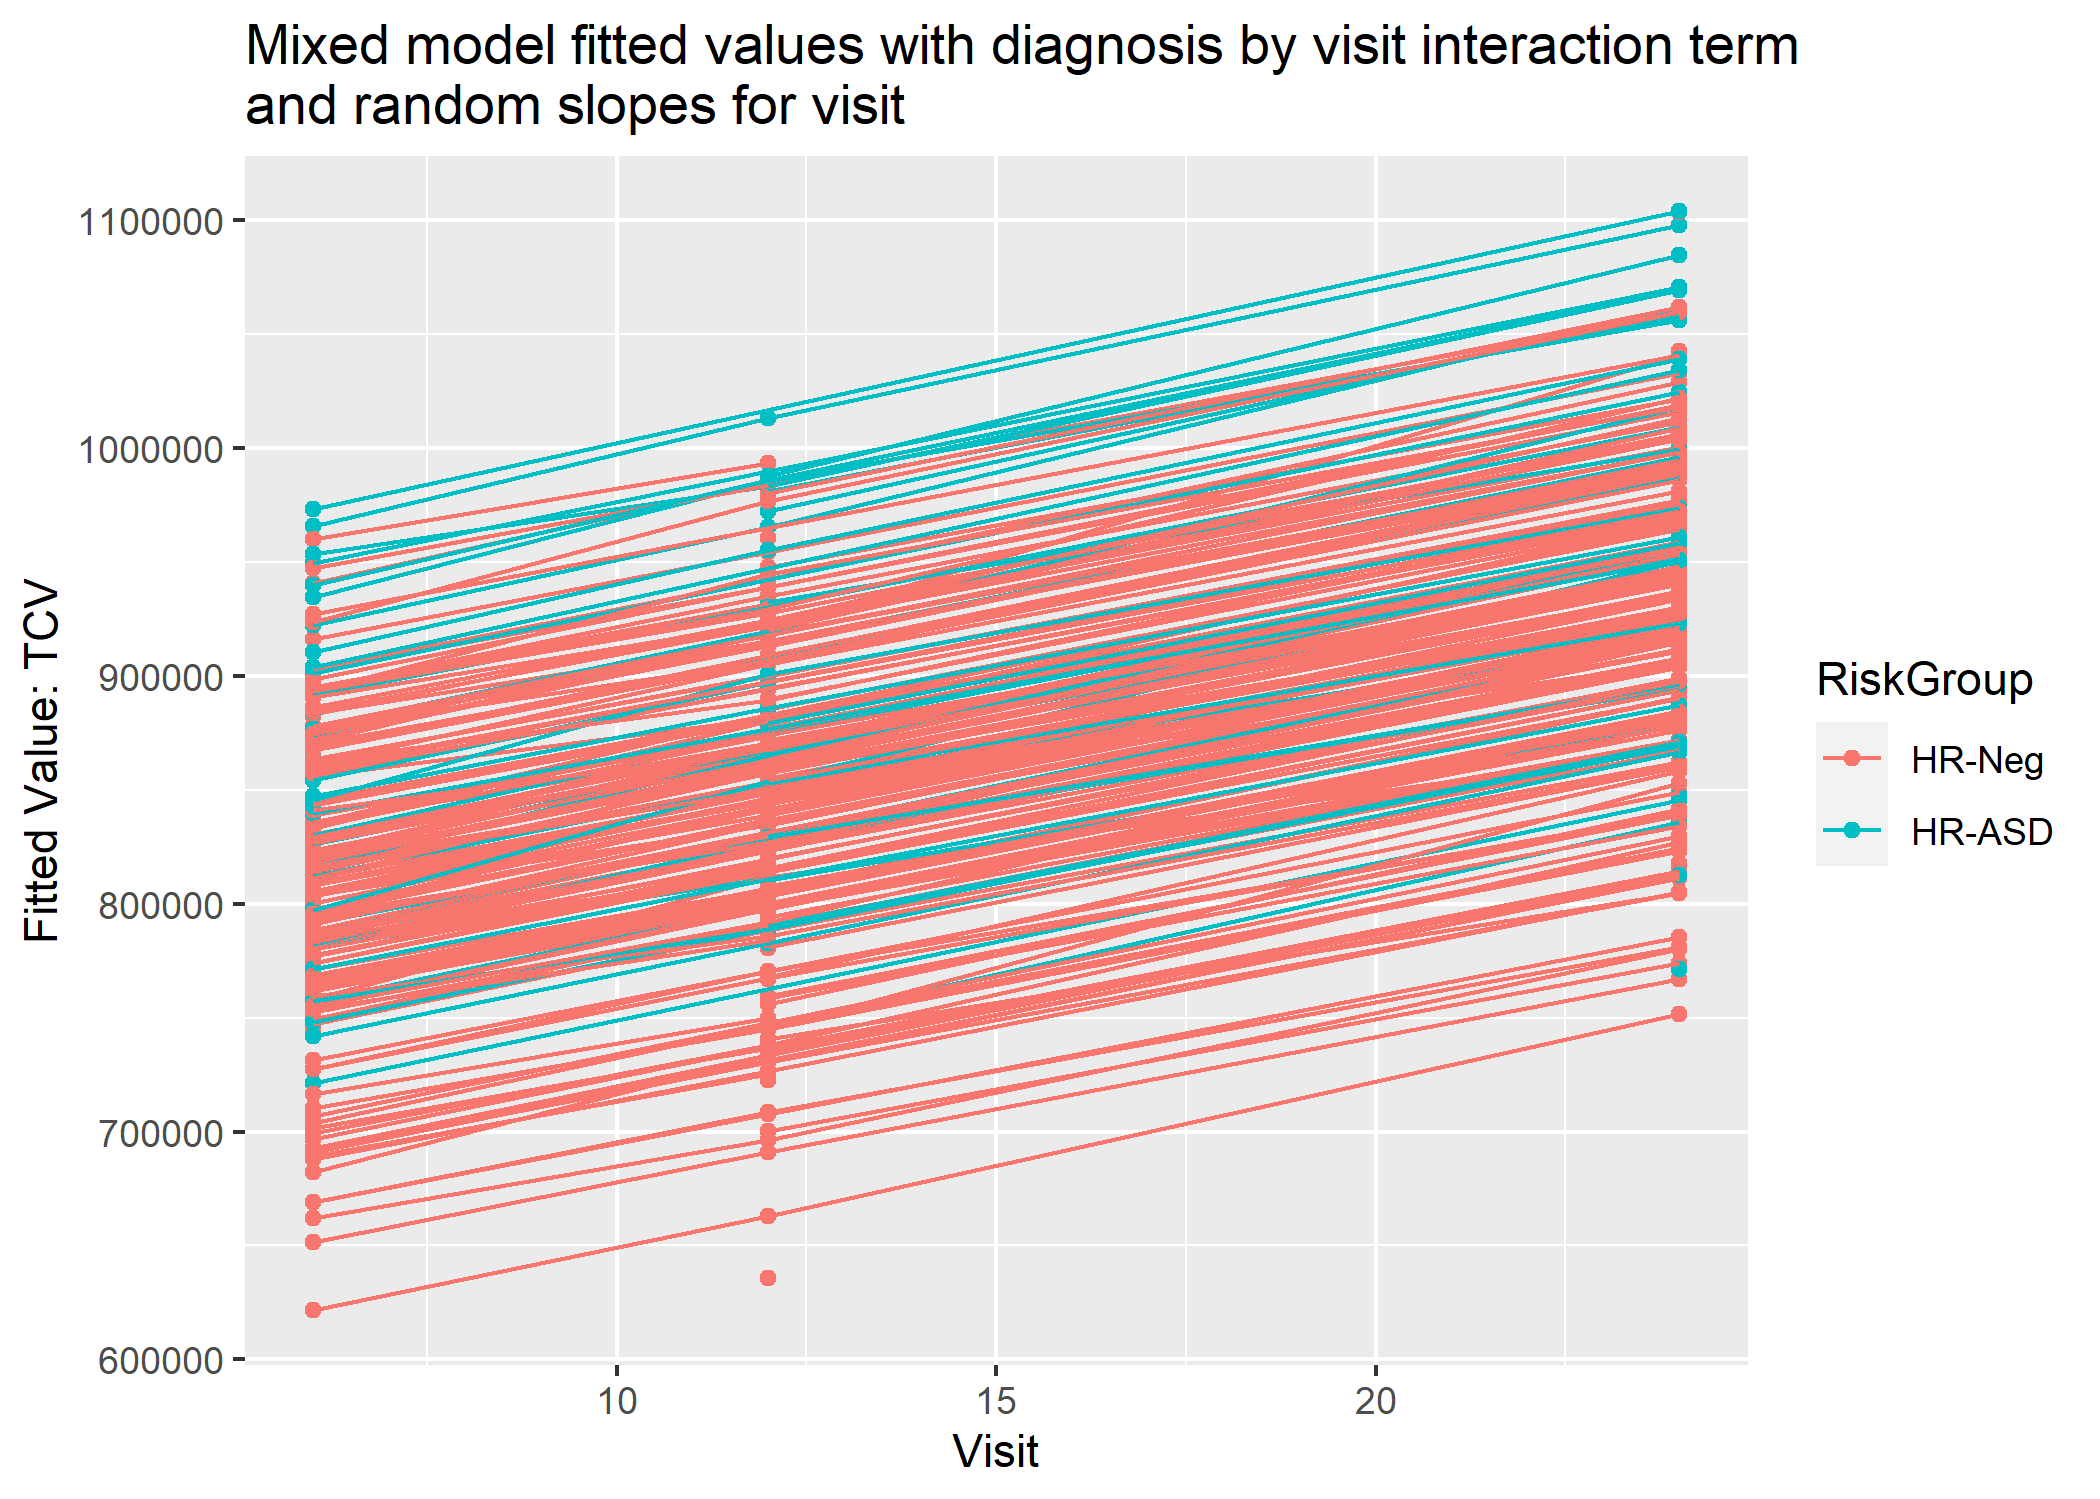 Mixed model fitted values with diagnosis by visit interaction term
and random slopes for visit
1100000
1000000
900000
800000
700000
600000
Fitted Value: TCV
10
15
20
Visit
RiskGroup
HR-Neg
HR-ASD